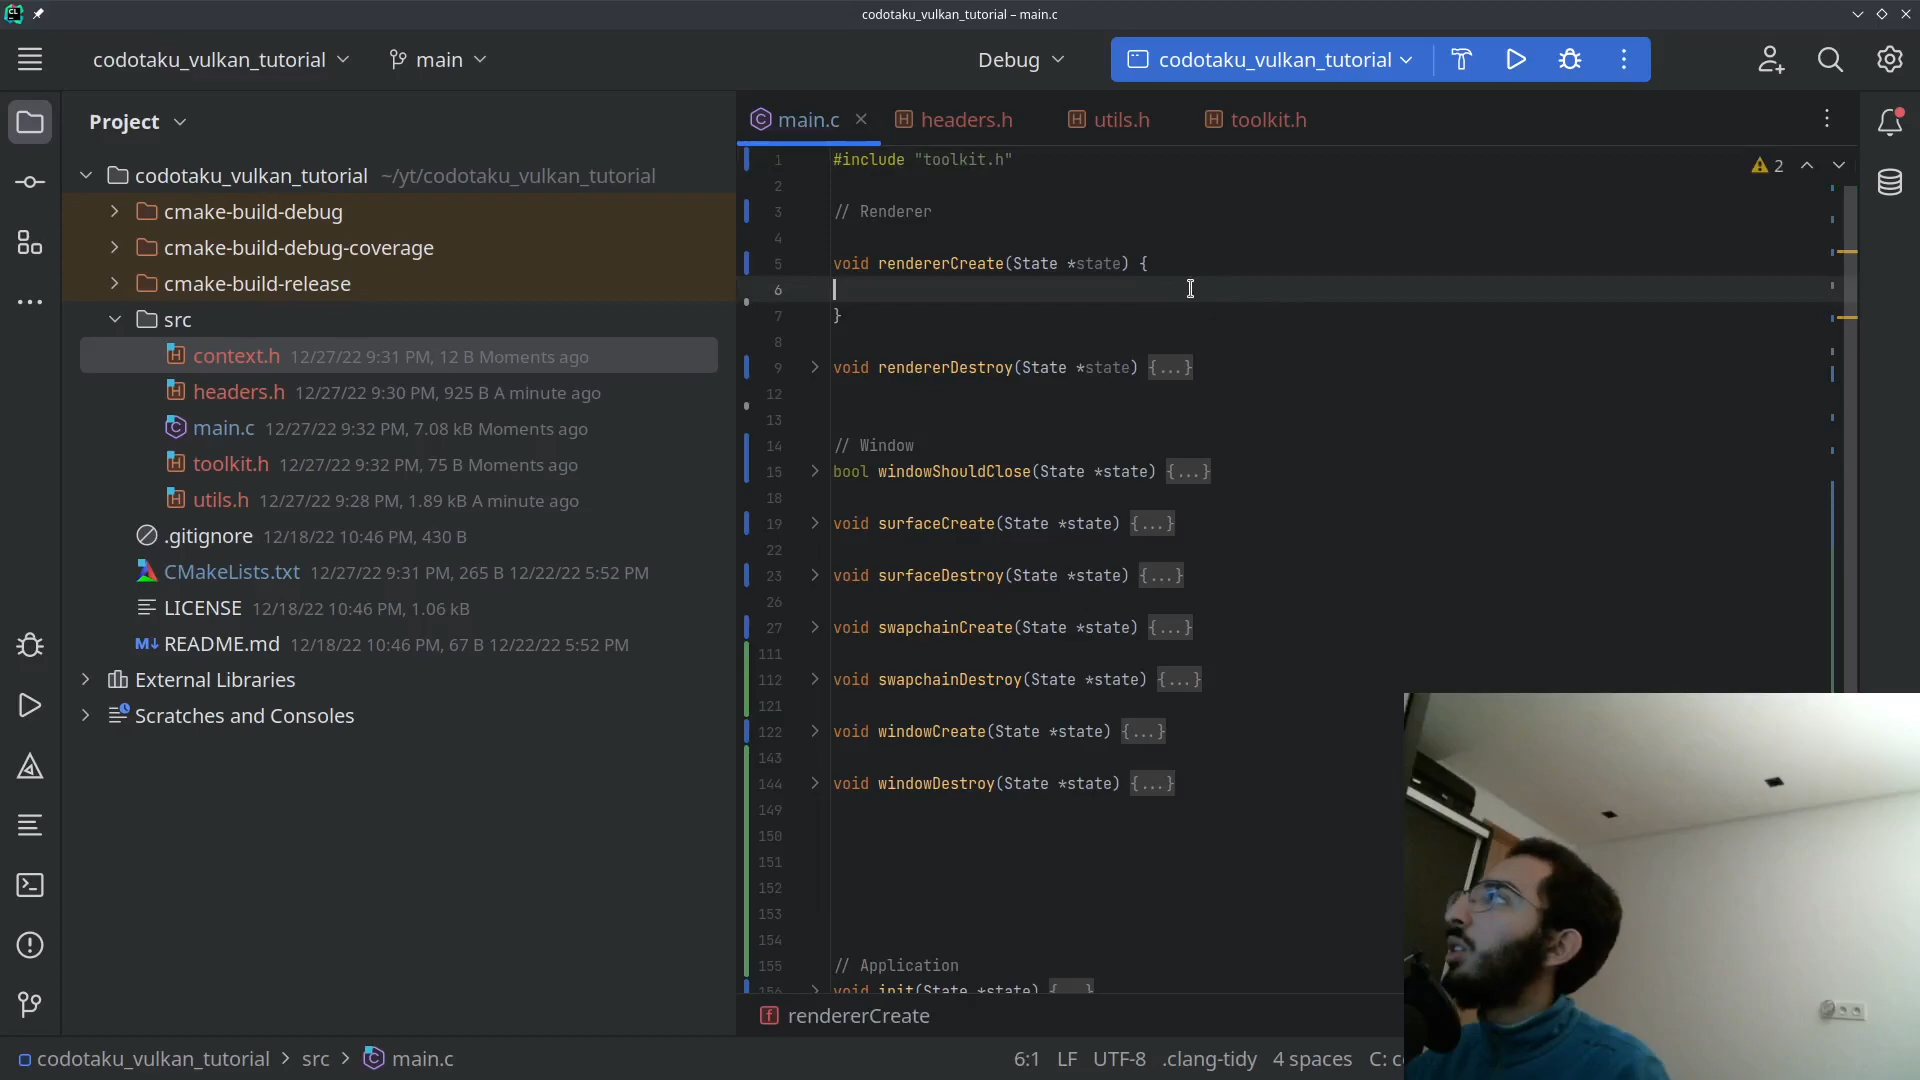 codotaku_vulkan_tutorial – main.c
codotaku_vulkan_tutorial
main
Debug
codotaku_vulkan_tutorial
Project
main.c
headers.h
utils.h
toolkit.h
codotaku_vulkan_tutorial ~/yt/codotaku_vulkan_tutorial
cmake-build-debug
cmake-build-debug-coverage
cmake-build-release
src
context.h 12/27/22 9:31 PM, 12 B Moments ago
headers.h 12/27/22 9:30 PM, 925 B A minute ago
main.c 12/27/22 9:32 PM, 7.08 kB Moments ago
toolkit.h 12/27/22 9:32 PM, 75 B Moments ago
utils.h 12/27/22 9:28 PM, 1.89 kB A minute ago
.gitignore 12/18/22 10:46 PM, 430 B
CMakeLists.txt 12/27/22 9:31 PM, 265 B 12/22/22 5:52 PM
LICENSE 12/18/22 10:46 PM, 1.06 kB
README.md 12/18/22 10:46 PM, 67 B 12/22/22 5:52 PM
External Libraries
Scratches and Consoles
1 #include "toolkit.h"
2
3 // Renderer
4
5 void rendererCreate(State *state) {
6
7 }
8
9 void rendererDestroy(State *state) {...}
12
13
14 // Window
15 bool windowShouldClose(State *state) {...}
18
19 void surfaceCreate(State *state) {...}
22
23 void surfaceDestroy(State *state) {...}
26
27 void swapchainCreate(State *state) {...}
111
112 void swapchainDestroy(State *state) {...}
121
122 void windowCreate(State *state) {...}
143
144 void windowDestroy(State *state) {...}
149
150
151
152
153
154
155 // Application
156 void init(State *state) {...}
2
rendererCreate
codotaku_vulkan_tutorial > src > main.c
6:1 LF UTF-8 .clang-tidy 4 spaces C: